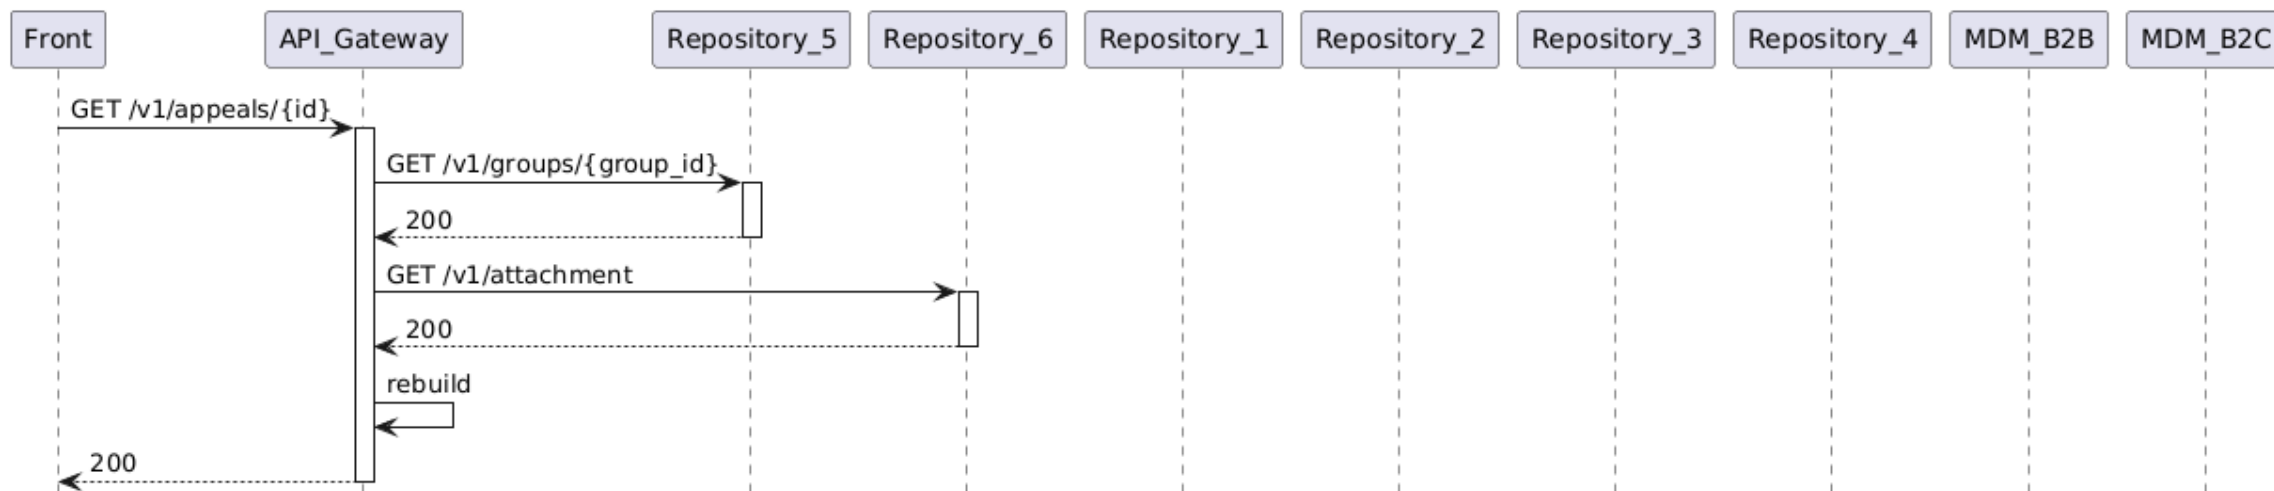 Front
API_Gateway
Repository_5
Repository_6
Repository_1
Repository_2
Repository_3
Repository_4
MDM_B2B
MDM_B2C
GET /v1/appeals/{id}
GET /v1/groups/{group_id}
200
GET /v1/attachment
200
rebuild
200